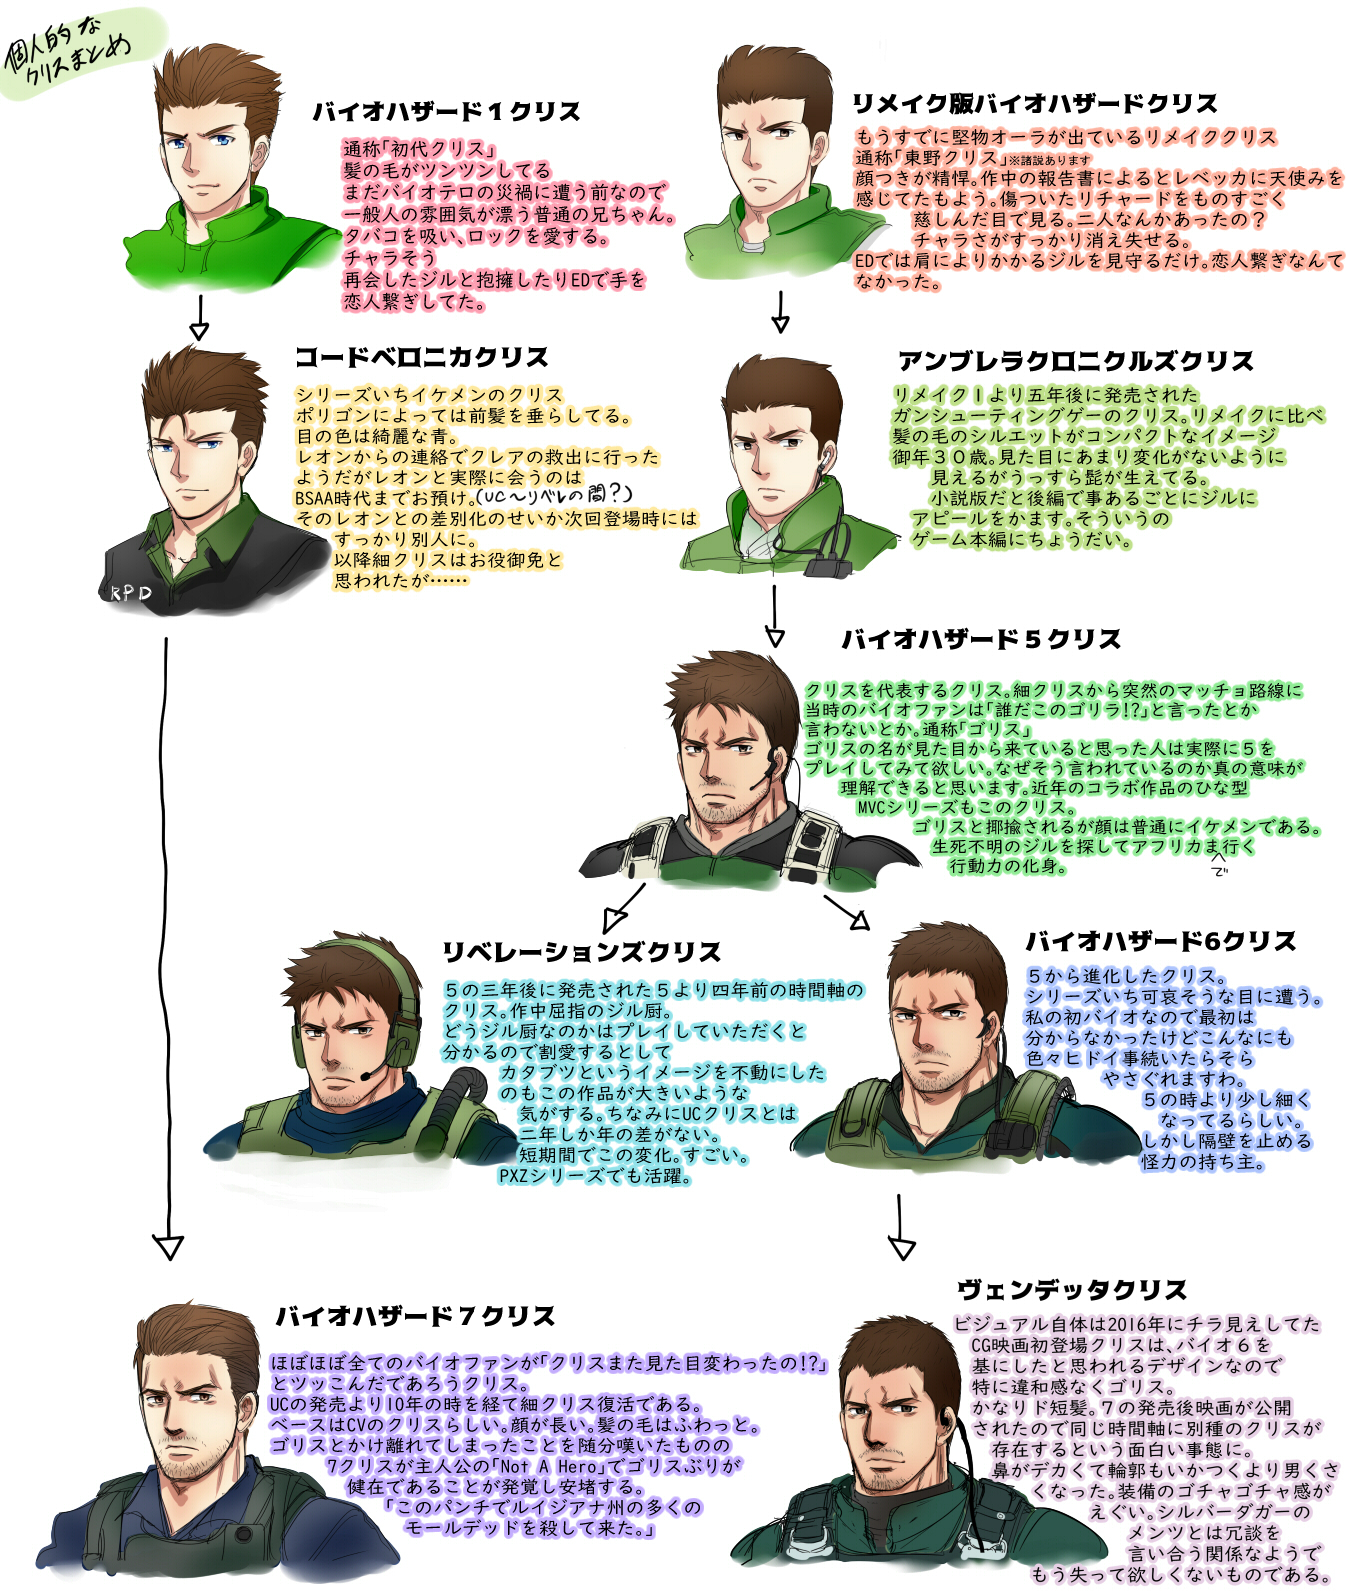 個人的な
クリスまとめ
バイオハザード１クリス
通称｢初代クリス｣
髪の毛がツンツンしてる
まだバイオテロの災禍に遭う前なので
一般人の雰囲気が漂う普通の兄ちゃん。
タバコを吸い､ロックを愛する。
チャラそう
再会したジルと抱擁したりEDで手を
恋人繋ぎしてた。
リメイク版バイオハザードクリス
もうすでに堅物オーラが出ているリメイククリス
通称｢東野クリス｣※諸説あります
顔つきが精悍。作中の報告書によるとレベッカに天使みを
感じてたもよう。傷ついたリチャードをものすごく
慈しんだ目で見る。二人なんかあったの？
チャラさがすっかり消え失せる。
EDでは肩によりかかるジルを見守るだけ。恋人繋ぎなんて
なかった。
コードベロニカクリス
シリーズいちイケメンのクリス
ポリゴンによっては前髪を垂らしてる。
目の色は綺麗な青。
レオンからの連絡でクレアの救出に行った
ようだがレオンと実際に会うのは
BSAA時代までお預け。(UC〜リベレの間？)
そのレオンとの差別化のせいか次回登場時には
すっかり別人に。
以降細クリスはお役御免と
思われたが……
RPD
アンブレラクロニクルズクリス
リメイク１より五年後に発売された
ガンシューティングゲーのクリス。リメイクに比べ
髪の毛のシルエットがコンパクトなイメージ
御年３０歳。見た目にあまり変化がないように
見えるがうっすら髭が生えてる。
小説版だと後編で事あるごとにジルに
アピールをかます。そういうの
ゲーム本編にちょうだい。
バイオハザード５クリス
クリスを代表するクリス。細クリスから突然のマッチョ路線に
当時のバイオファンは｢誰だこのゴリラ!?｣と言ったとか
言わないとか。通称｢ゴリス｣
ゴリスの名が見た目から来ていると思った人は実際に５を
プレイしてみて欲しい。なぜそう言われているのか真の意味が
理解できると思います。近年のコラボ作品のひな型
MVCシリーズもこのクリス。
ゴリスと揶揄されるが顔は普通にイケメンである。
生死不明のジルを探してアフリカま行く
で
行動力の化身。
リベレーションズクリス
５の三年後に発売された５より四年前の時間軸の
クリス。作中屈指のジル厨。
どうジル厨なのかはプレイしていただくと
分かるので割愛するとして
カタブツというイメージを不動にした
のもこの作品が大きいような
気がする。ちなみにUCクリスとは
二年しか年の差がない。
短期間でこの変化。すごい。
PXZシリーズでも活躍。
バイオハザード6クリス
５から進化したクリス。
シリーズいち可哀そうな目に遭う。
私の初バイオなので最初は
分からなかったけどこんなにも
色々ヒドイ事続いたらそら
やさぐれますわ。
５の時より少し細く
なってるらしい。
しかし隔壁を止める
怪力の持ち主。
バイオハザード７クリス
ほぼほぼ全てのバイオファンが｢クリスまた見た目変わったの!?｣
とツッこんだであろうクリス。
UCの発売より10年の時を経て細クリス復活である。
ベースはCVのクリスらしい。顔が長い。髪の毛はふわっと。
ゴリスとかけ離れてしまったことを随分嘆いたものの
7クリスが主人公の｢Not A Hero｣でゴリスぶりが
健在であることが発覚し安堵する。
｢このパンチでルイジアナ州の多くの
モールデッドを殺して来た。｣
ヴェンデッタクリス
ビジュアル自体は2016年にチラ見えしてた
CG映画初登場クリスは､バイオ６を
基にしたと思われるデザインなので
特に違和感なくゴリス。
かなりド短髪。７の発売後映画が公開
されたので同じ時間軸に別種のクリスが
存在するという面白い事態に。
鼻がデカくて輪郭もいかつくより男くさ
くなった。装備のゴチャゴチャ感が
えぐい。シルバーダガーの
メンツとは冗談を
言い合う関係なようで
もう失って欲しくないものである。